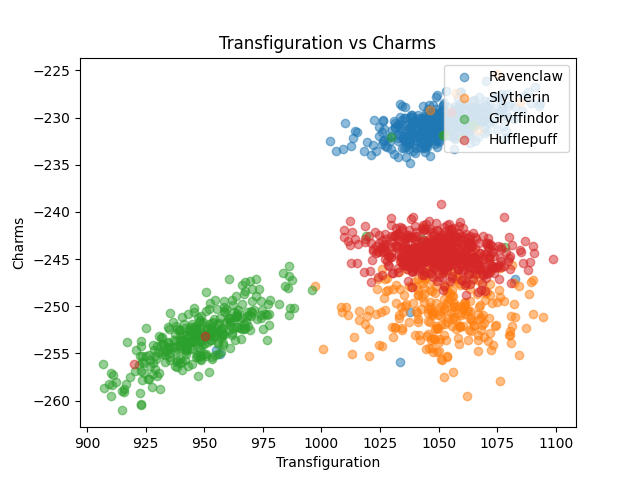 Transfiguration vs Charms
−225
−230
−235
−240
−245
−250
−255
−260
Charms
Ravenclaw
Slytherin
Gryffindor
Hufflepuff
900
925
950
975
1000
1025
1050
1075
1100
Transfiguration